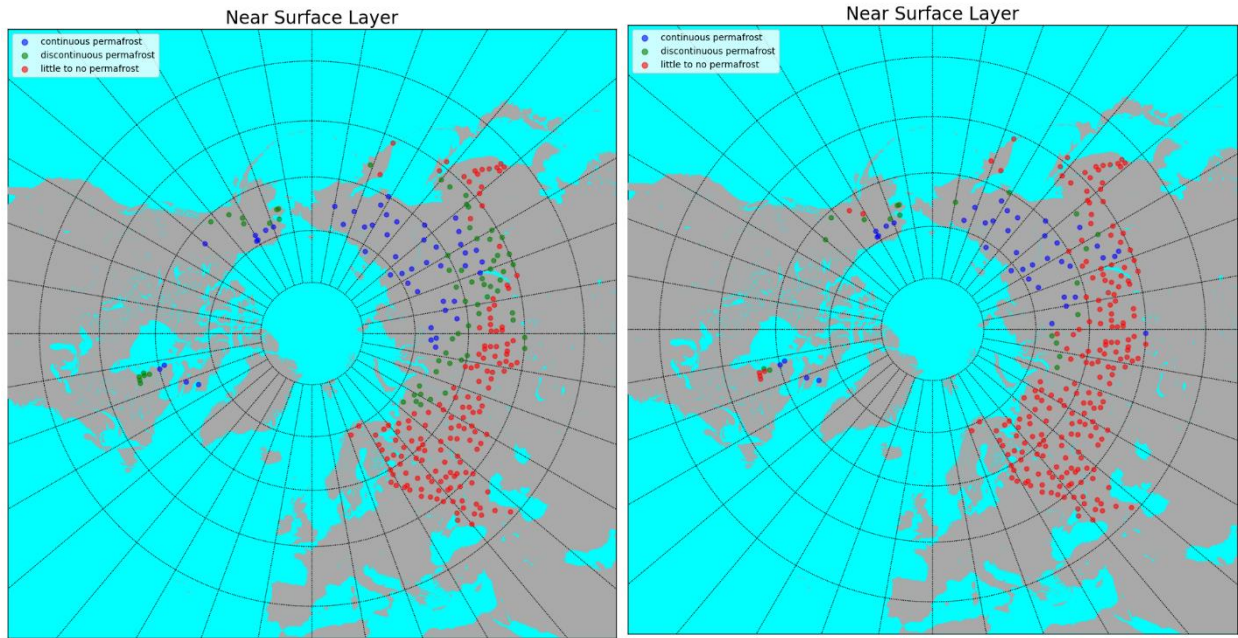 Near Surface Layer
continuous permafrost
discontinuous permafrost
little to no permafrost
Near Surface Layer
continuous permafrost
discontinuous permafrost
little to no permafrost